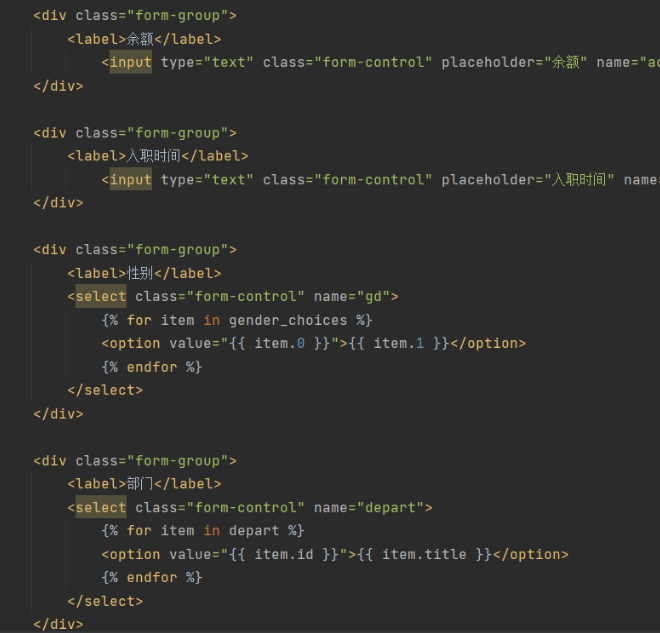 <div class="form-group">
<label>余额</label>
<input type="text" class="form-control" placeholder="余额" name="ac
</div>
<div class="form-group">
<label>入职时间</label>
<input type="text" class="form-control" placeholder="入职时间" name=
</div>
<div class="form-group">
<label>性别</label>
<select class="form-control" name="gd">
{% for item in gender_choices %}
<option value="{{ item.0 }}">{{ item.1 }}</option>
{% endfor %}
</select>
</div>
<div class="form-group">
<label>部门</label>
<select class="form-control" name="depart">
{% for item in depart %}
<option value="{{ item.id }}">{{ item.title }}</option>
{% endfor %}
</select>
</div>